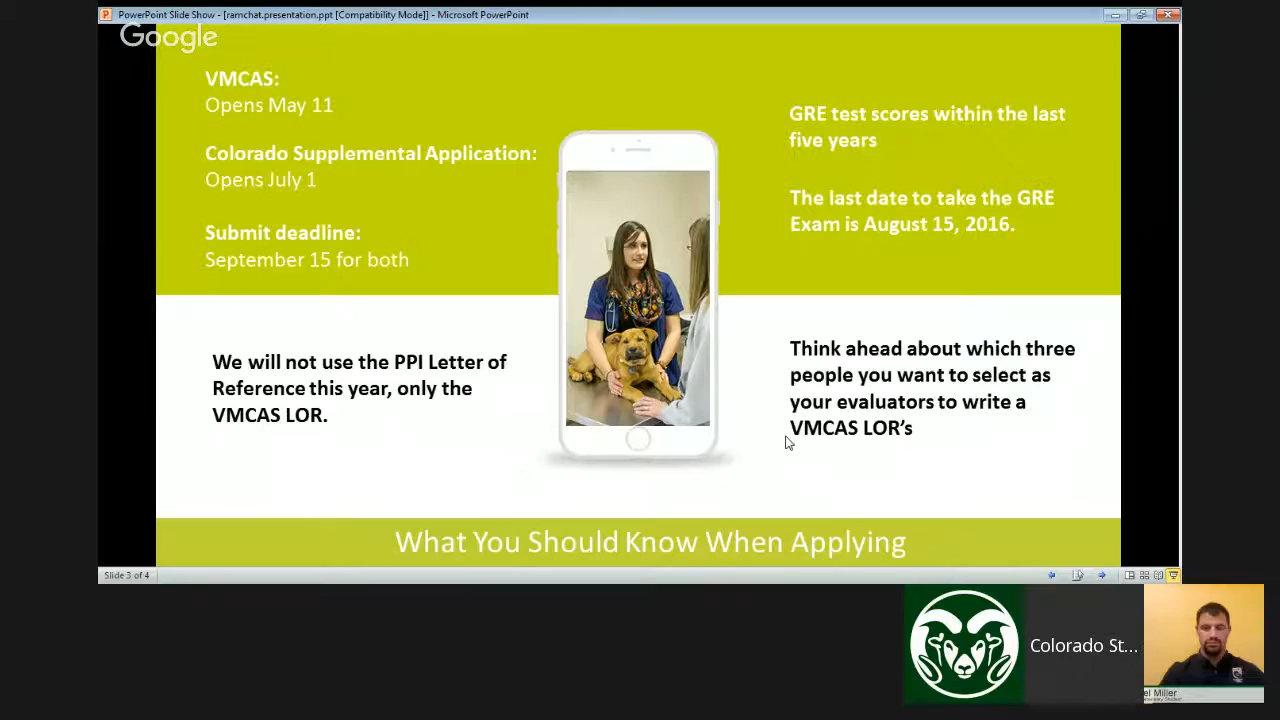 PowerPoint Slide Show - [ramchat.presentation.ppt [Compatibility Mode]] - Microsoft PowerPoint
Google
VMCAS:
Opens May 11
Colorado Supplemental Application:
Opens July 1
Submit deadline:
September 15 for both
GRE test scores within the last
five years
The last date to take the GRE
Exam is August 15, 2016.
We will not use the PPI Letter of
Reference this year, only the
VMCAS LOR.
Think ahead about which three
people you want to select as
your evaluators to write a
VMCAS LOR's
What You Should Know When Applying
Slide 3 of 4
Colorado St...
el Miller